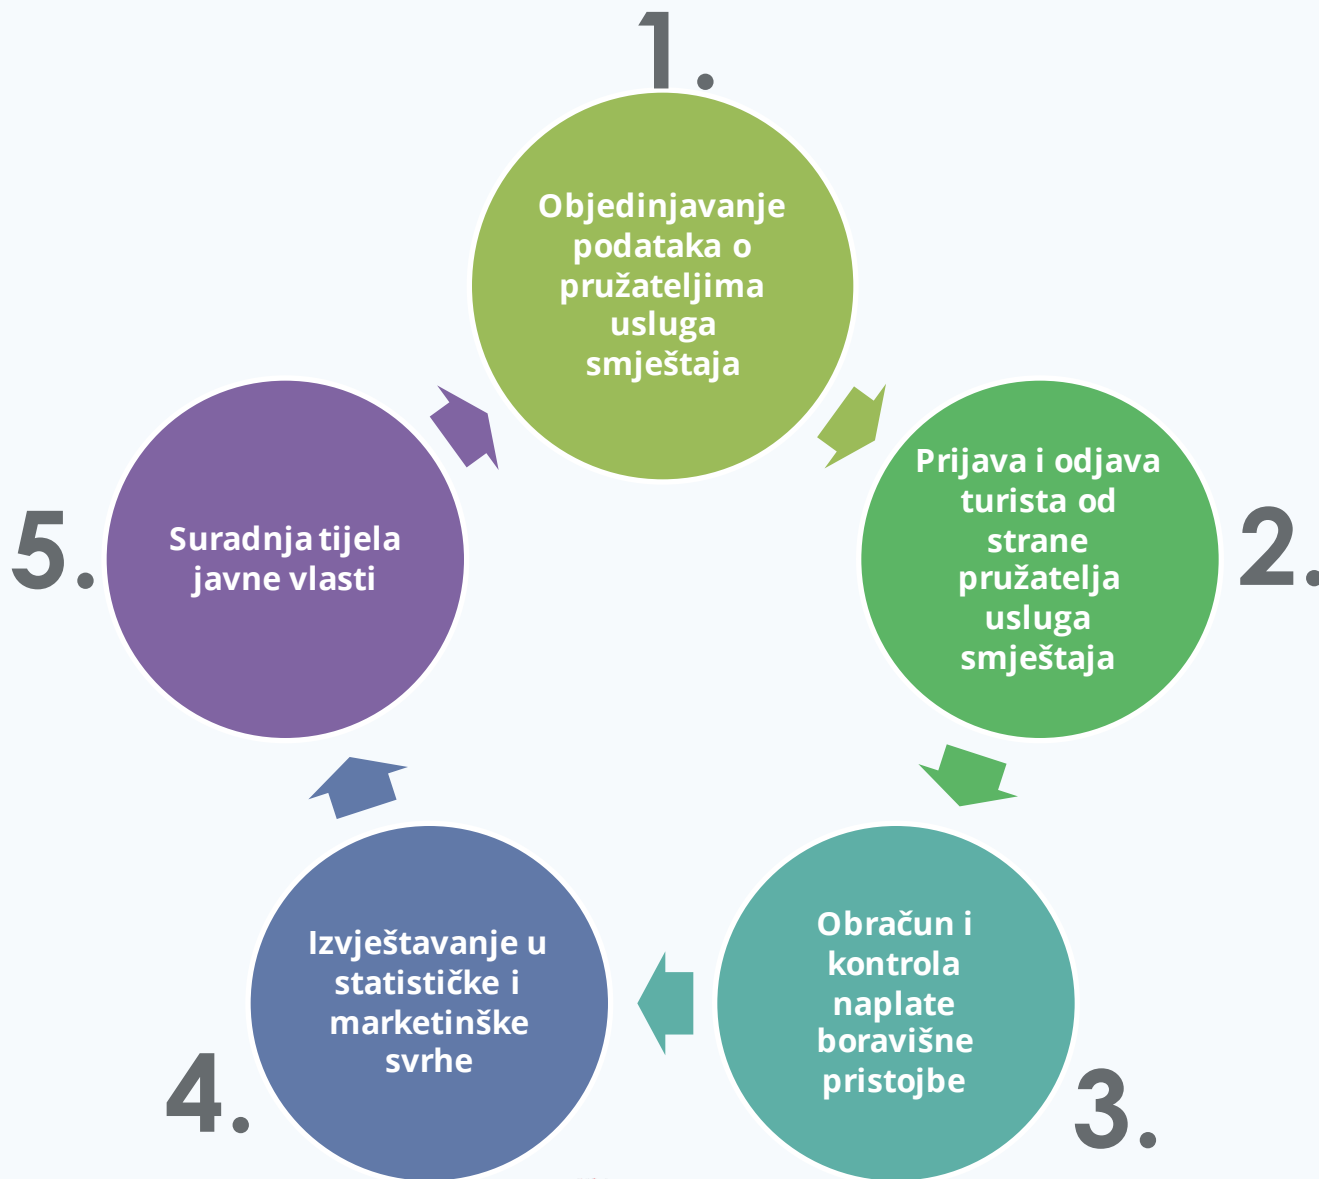 1.
Objedinjavanje
podataka o
pružateljima
usluga
smještaja
2.
Prijava i odjava
turista od
strane
pružatelja
usluga
smještaja
3.
Obračun i
kontrola
naplate
boravišne
pristojbe
4.
Izvještavanje u
statističke i
marketinške
svrhe
5.
Suradnja tijela
javne vlasti